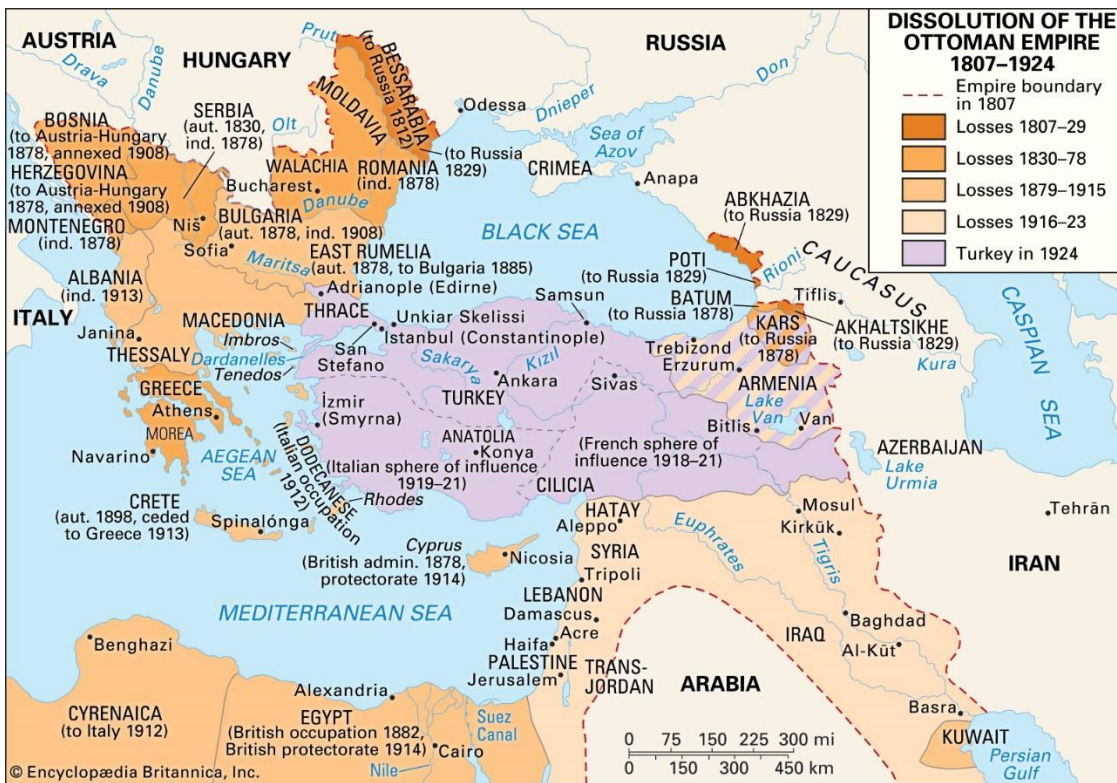 DISSOLUTION OF THE
OTTOMAN EMPIRE
1807–1924
Empire boundary
in 1807
Losses 1807–29
Losses 1830–78
Losses 1879–1915
Losses 1916–23
Turkey in 1924
AUSTRIA
Drava
Danube
HUNGARY
Prut
BESSARABIA
(to Russia 1812)
MOLDAVIA
RUSSIA
Don
Dnieper
Odessa
Sea of
Azov
CRIMEA
Anapa
(to Russia
1829)
SERBIA
(aut. 1830,
ind. 1878)
Olt
BOSNIA
(to Austria-Hungary
1878, annexed 1908)
HERZEGOVINA
(to Austria-Hungary
1878, annexed 1908)
MONTENEGRO
(ind. 1878)
WALACHIA
Bucharest
ROMANIA
(ind. 1878)
Danube
Niš
Sofia
BULGARIA
(aut. 1878, ind. 1908)
EAST RUMELIA
(aut. 1878, to Bulgaria 1885)
Maritsa
Adrianople (Edirne)
BLACK SEA
ABKHAZIA
(to Russia 1829)
POTI
(to Russia 1829)
Rioni
CAUCASUS
BATUM
(to Russia 1878)
Tiflis
AKHALTSIKHE
(to Russia 1829)
KARS
(to Russia
1878)
Kura
CASPIAN
SEA
ALBANIA
(ind. 1913)
ITALY
Janina
MACEDONIA
Imbros
Dardanelles
Tenedos
THESSALY
THRACE
Unkiar Skelissi
Istanbul (Constantinople)
San
Stefano
Samsun
Sakarya
Kızıl
Ankara
TURKEY
Sivas
Trebizond
Erzurum
ARMENIA
Lake
Van
Bitlis
Van
GREECE
Athens
MOREA
Navarino
AEGEAN
SEA
İzmir
(Smyrna)
ANATOLIA
Konya
(Italian sphere of influence
1919–21)
(French sphere of
influence 1918–21)
CILICIA
DODECANESE
(Italian occupation
1912)
Rhodes
AZERBAIJAN
Lake
Urmia
Tehrān
CRETE
(aut. 1898, ceded
to Greece 1913)
Spinalónga
Cyprus
(British admin. 1878,
protectorate 1914)
Nicosia
HATAY
Aleppo
SYRIA
Tripoli
LEBANON
Damascus
Acre
Haifa
PALESTINE
Jerusalem
TRANS-
JORDAN
Euphrates
Mosul
Kirkūk
Tigris
IRAN
Baghdad
IRAQ
Al-Kūt
Basra
KUWAIT
Persian
Gulf
ARABIA
MEDITERRANEAN SEA
Benghazi
CYRENAICA
(to Italy 1912)
Alexandria
EGYPT
(British occupation 1882,
British protectorate 1914)
Suez
Canal
Cairo
Nile
0 75 150 225 300 mi
0 150 300 450 km
© Encyclopædia Britannica, Inc.